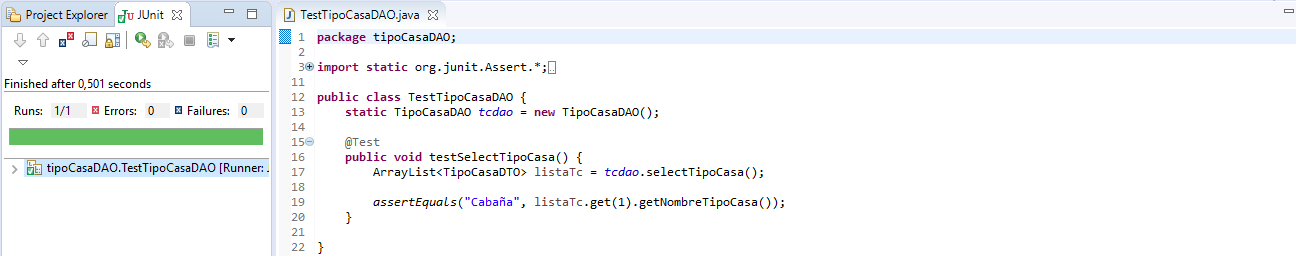 Project Explorer JUnit
Finished after 0,501 seconds
Runs: 1/1 Errors: 0 Failures: 0
tipoCasaDAO.TestTipoCasaDAO [Runner: .
TestTipoCasaDAO.java
1 package tipoCasaDAO;
2
3 import static org.junit.Assert.*;
11
12 public class TestTipoCasaDAO {
13 static TipoCasaDAO tcdao = new TipoCasaDAO();
14
15 @Test
16 public void testSelectTipoCasa() {
17 ArrayList<TipoCasaDTO> listaTc = tcdao.selectTipoCasa();
18
19 assertEquals("Cabaña", listaTc.get(1).getNombreTipoCasa());
20 }
21
22 }